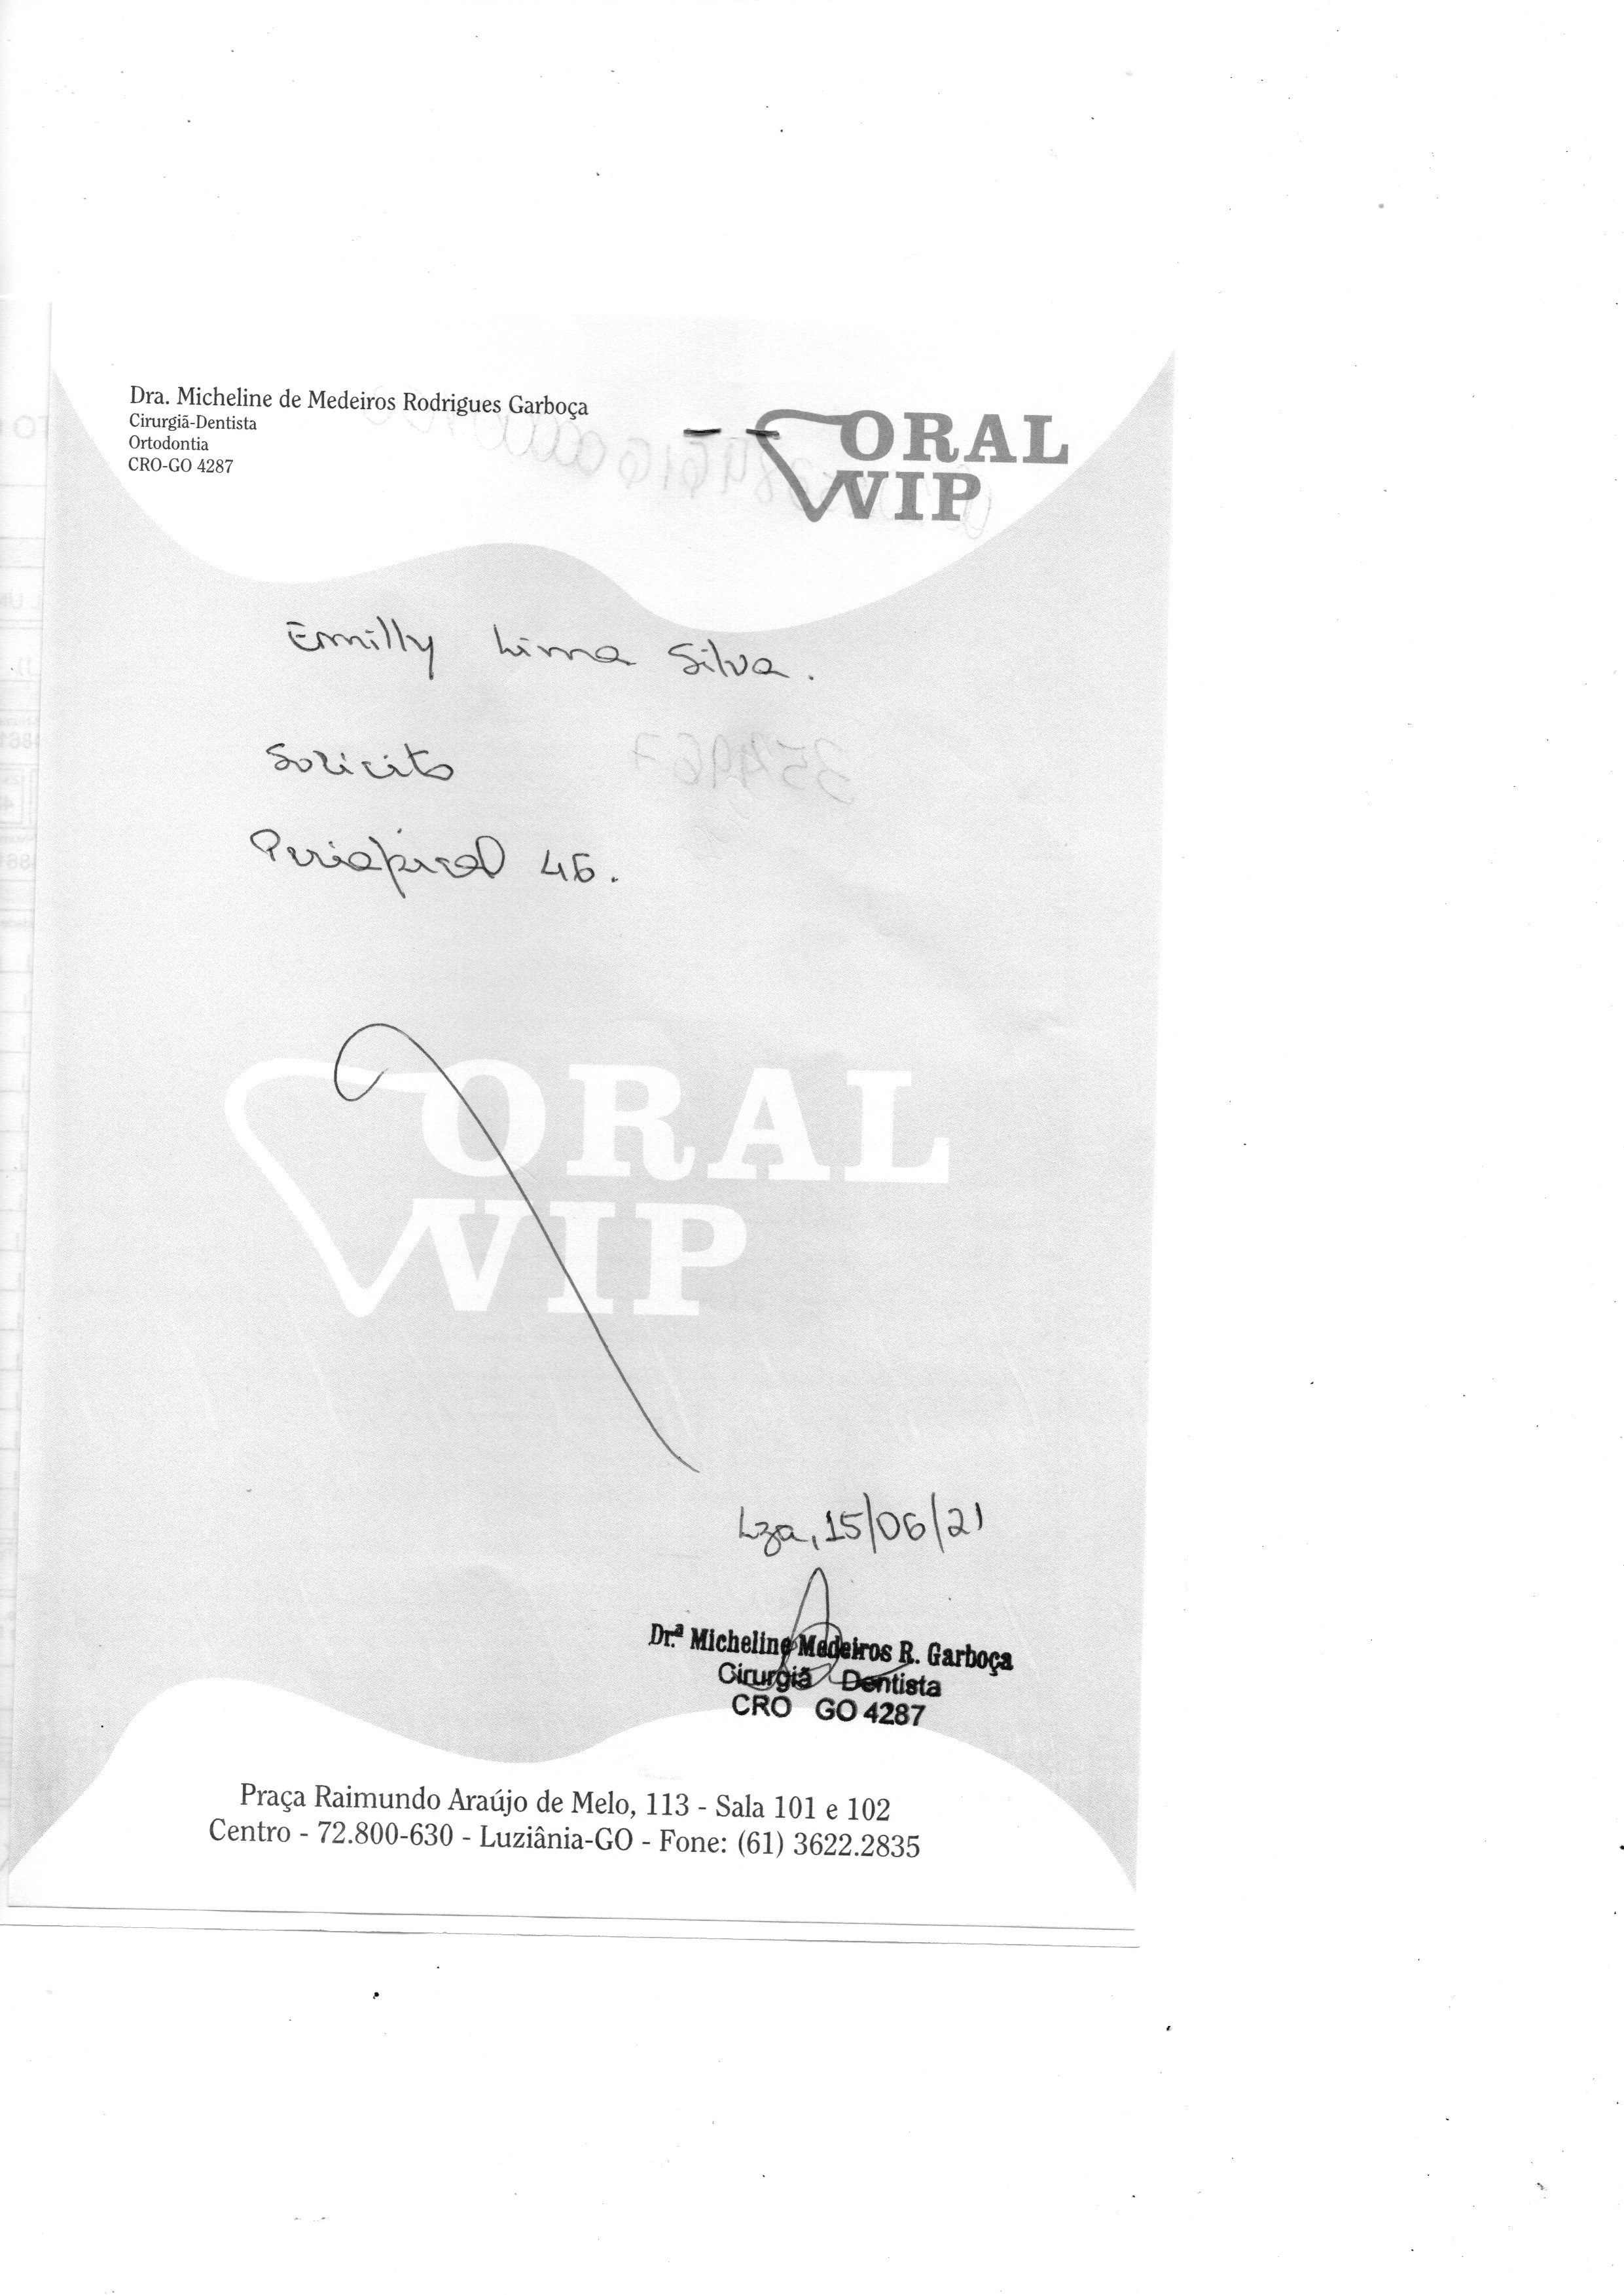 Dra. Micheline de Medeiros Rodrigues Garboça
Cirurgiã-Dentista
Ortodontia
CRO-GO 4287
ORAL
VIP
Emilly Lima Silva.
Solicito
Periapical 46.
ORAL
VIP
Lza, 15/06/21
Drª Micheline Medeiros R. Garboça
Cirurgiã Dentista
CRO GO 4287
Praça Raimundo Araújo de Melo, 113 - Sala 101 e 102
Centro - 72.800-630 - Luziânia-GO - Fone: (61) 3622.2835